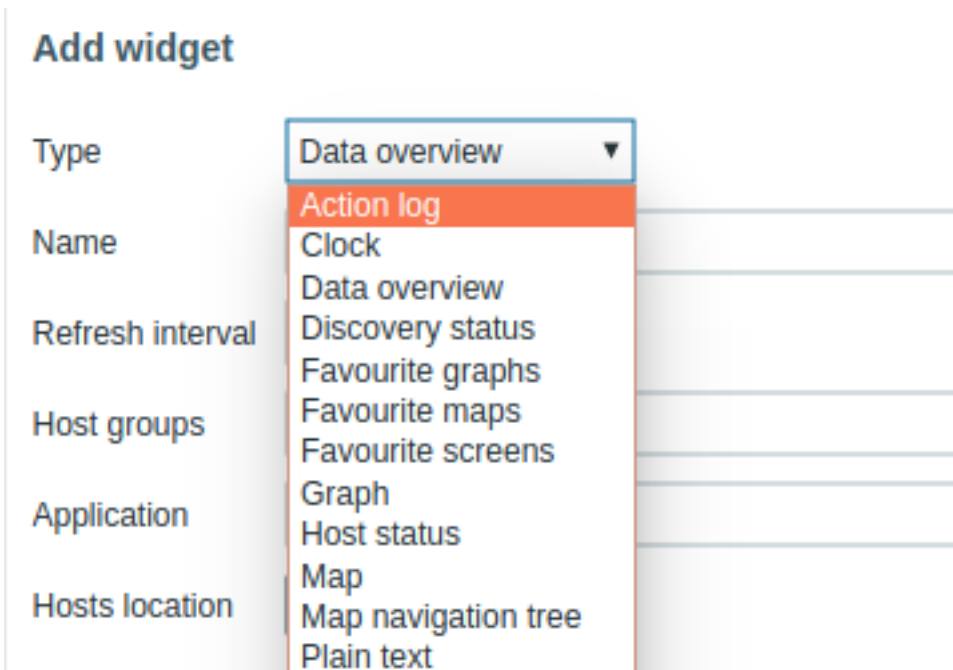 Add widget
Type Data overview ▼
Action log
Name Clock
Data overview
Refresh interval Discovery status
Favourite graphs
Host groups Favourite maps
Favourite screens
Graph
Application Host status
Map
Hosts location Map navigation tree
Plain text